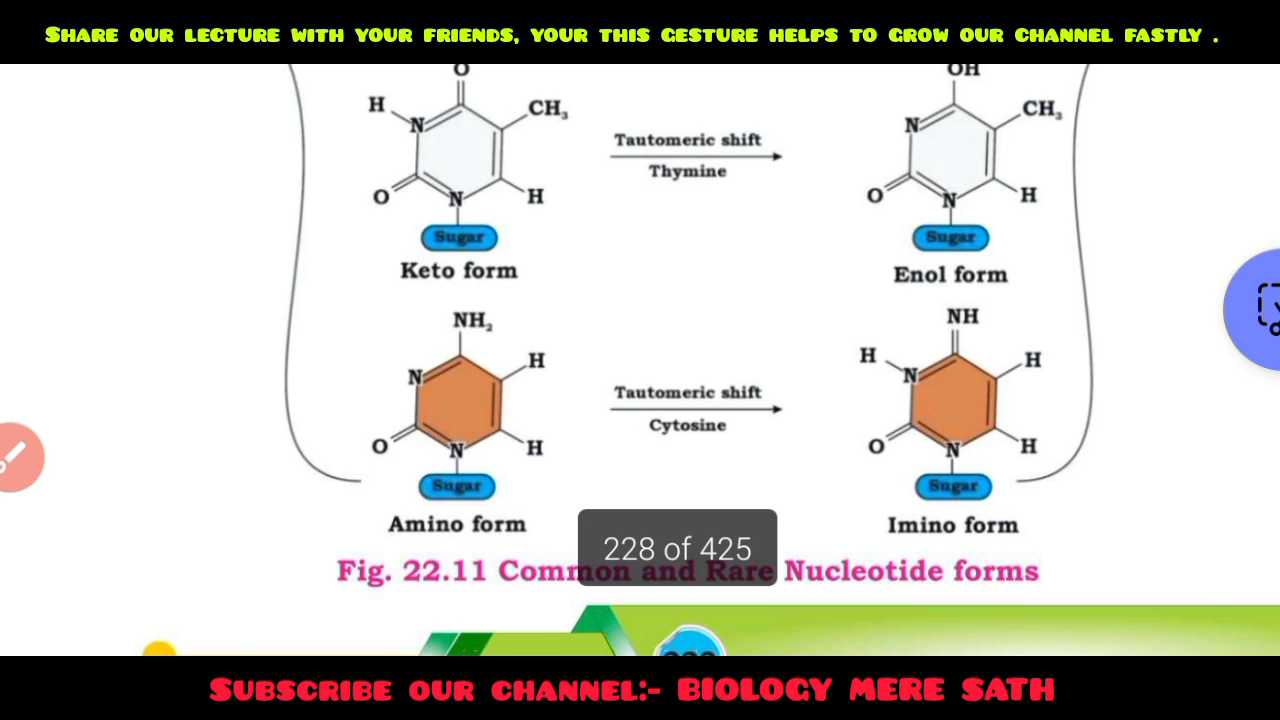 Share our lecture with your friends, your this gesture helps to grow our channel fastly .
O OH
H CH₃ CH₃
N N
Tautomeric shift
Thymine
O N H O N H
Sugar Sugar
Keto form Enol form
NH₂ NH
H H H
N N
Tautomeric shift
Cytosine
O N H O N H
Sugar Sugar
Amino form Imino form
228 of 425
Fig. 22.11 Common and Rare Nucleotide forms
Subscribe our channel:- BIOLOGY MERE SATH